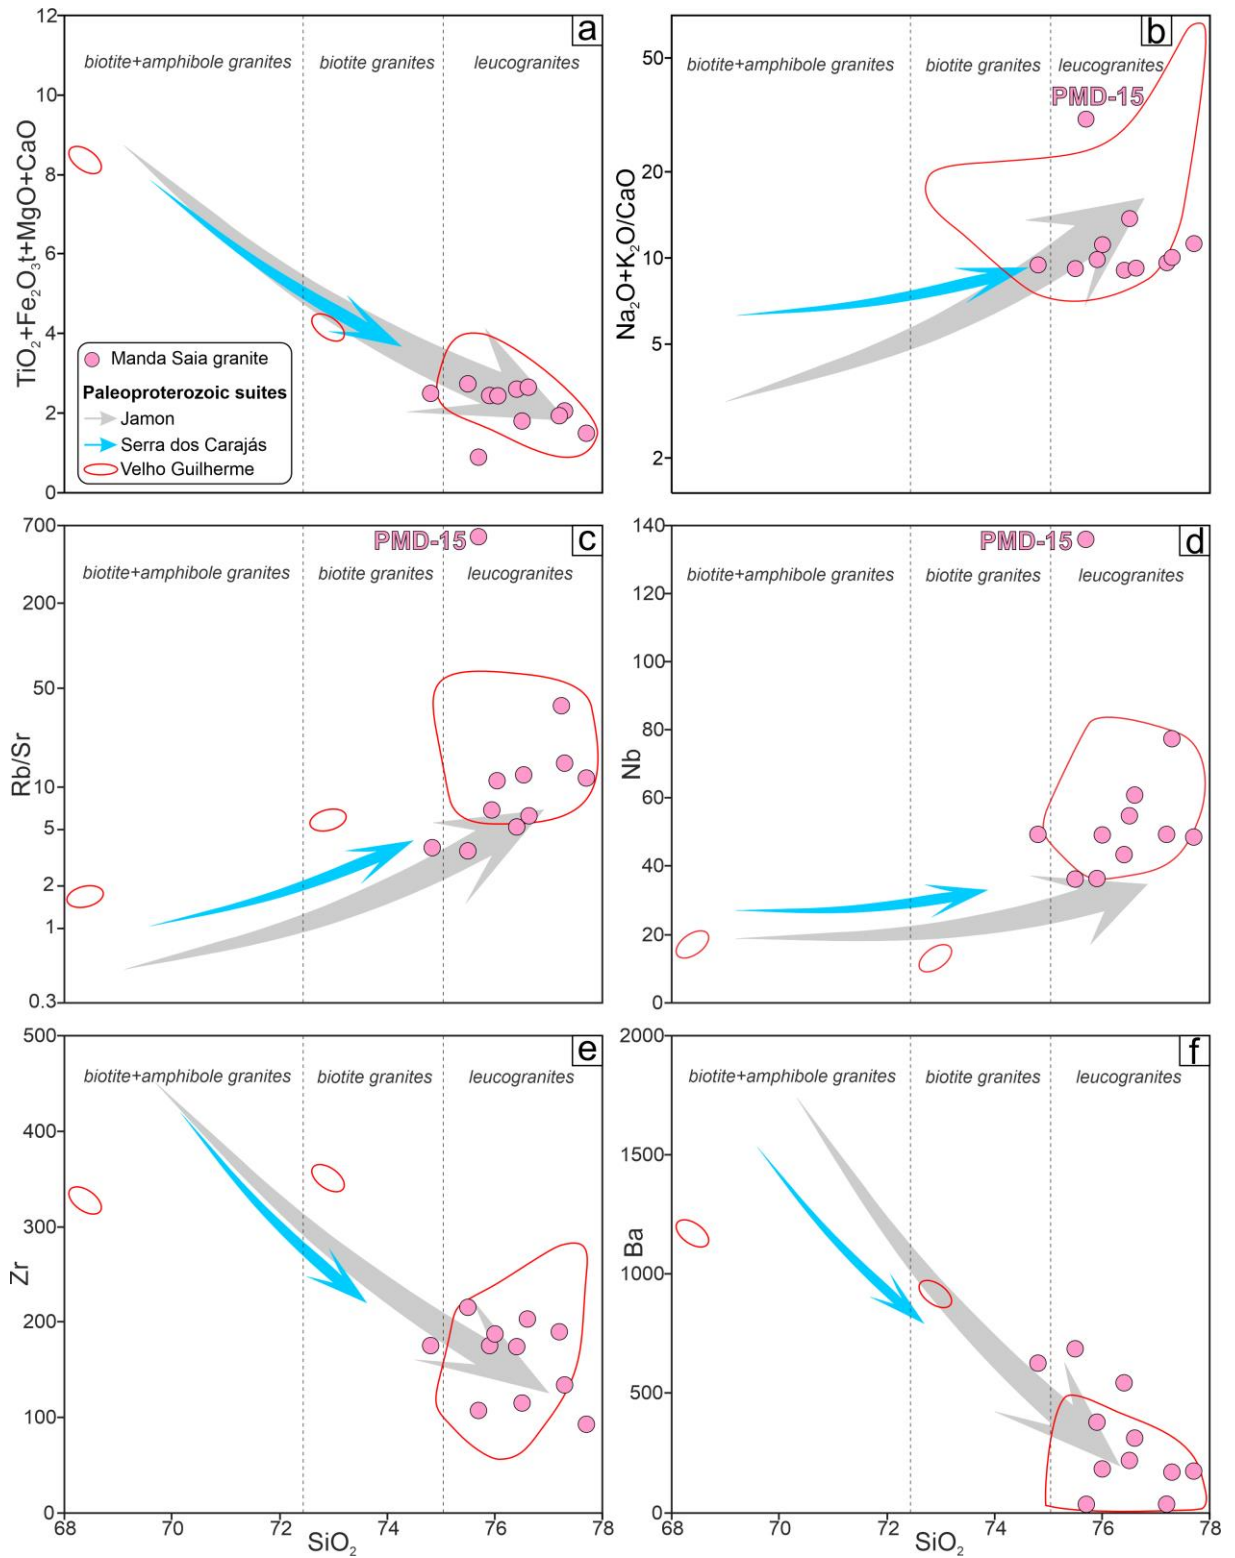 a
biotite+amphibole granites biotite granites leucogranites
12
10
8
6
4
2
0
TiO2+Fe2O3t+MgO+CaO
Manda Saia granite
Paleoproterozoic suites
Jamon
Serra dos Carajás
Velho Guilherme
b
biotite+amphibole granites biotite granites leucogranites
PMD-15
50
20
10
5
2
Na2O+K2O/CaO
c
PMD-15
biotite+amphibole granites biotite granites leucogranites
700
200
50
10
5
2
1
0.3
Rb/Sr
d
PMD-15
biotite+amphibole granites biotite granites leucogranites
140
120
100
80
60
40
20
0
Nb
e
biotite+amphibole granites biotite granites leucogranites
500
400
300
200
100
0
Zr
68 70 72 74 76 78
SiO2
f
biotite+amphibole granites biotite granites leucogranites
2000
1500
1000
500
0
Ba
68 70 72 74 76 78
SiO2